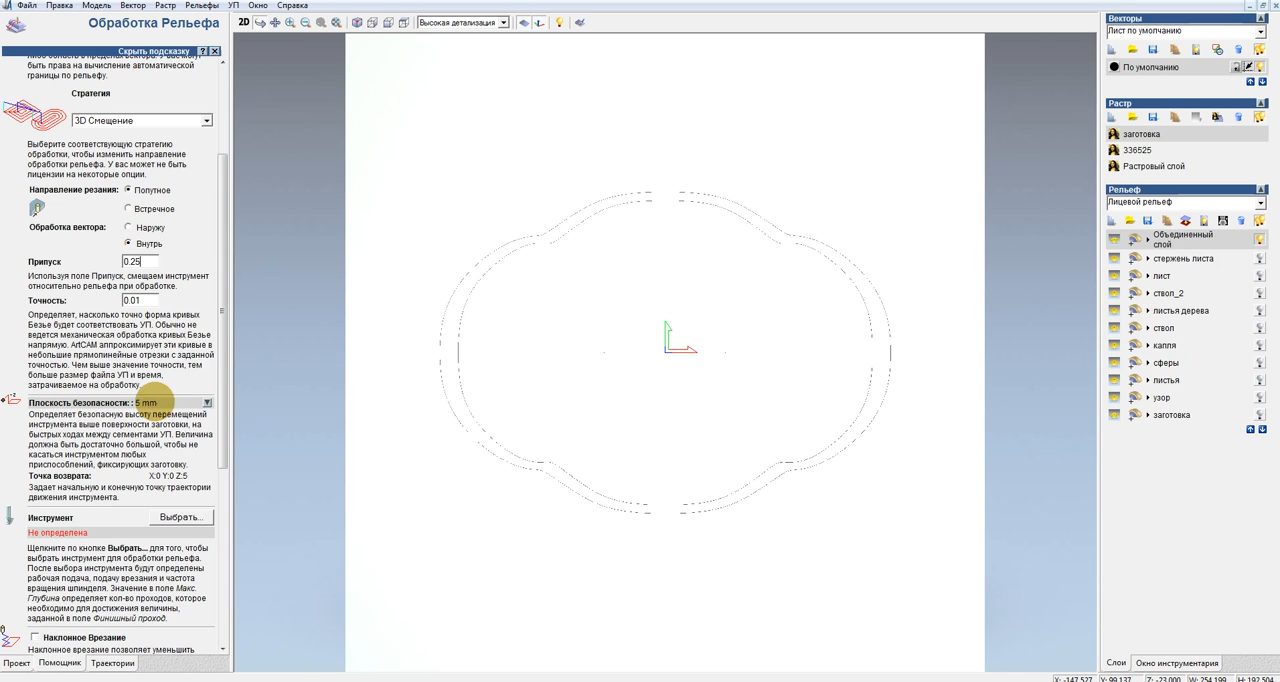 Файл Правка Модель Вектор Растр Рельефы УП Окно Справка
Обработка Рельефа
Скрыть подсказку ? X
быть права на вычисление автоматической
границы по рельефу.
Стратегия
3D Смещение
Выберите соответствующую стратегию
обработки, чтобы изменить направление
обработки рельефа. У вас может не быть
лицензии на некоторые опции.
Направление резания: Попутное
Встречное
Обработка вектора: Наружу
Внутрь
Припуск 0.25
Используя поле Припуск, смещаем инструмент
относительно рельефа при обработке.
Точность: 0.01
Определяет, насколько точно форма кривых
Безье будет соответствовать УП. Обычно не
ведется механическая обработка кривых Безье
напрямую. ArtCAM аппроксимирует эти кривые в
небольшие прямолинейные отрезки с заданной
точностью. Чем выше значение точности, тем
больше размер файла УП и время,
затрачиваемое на обработку.
Плоскость безопасности: : 5 mm
Определяет безопасную высоту перемещений
инструмента выше поверхности заготовки, на
быстрых ходах между сегментами УП. Величина
должна быть достаточно большой, чтобы не
касаться инструментом любых
приспособлений, фиксирующих заготовку.
Точка возврата: X:0 Y:0 Z:5
Задает начальную и конечную точку траектории
движения инструмента.
Инструмент Выбрать...
Не определена
Щелкните по кнопке Выбрать... для того, чтобы
выбрать инструмент для обработки рельефа.
После выбора инструмента будут определены
рабочая подача, подачу врезания и частота
вращения шпинделя. Значение в поле Макс.
Глубина определяет кол-во проходов, которое
необходимо для достижения величины,
заданной в поле Финишный проход.
Наклонное Врезание
Наклонное врезание позволяет уменьшить
Проект Помощник Траектории
2D Высокая детализация
Векторы
Лист по умолчанию
По умолчанию
Растр
заготовка
336525
Растровый слой
Рельеф
Лицевой рельеф
Объединенный
слой
стержень листа
лист
ствол_2
листья дерева
ствол
капля
сферы
листья
узор
заготовка
Слои Окно инструментария
X: -147.527 Y: 99.137 Z: -23.000 W: 254.199 H: 192.504